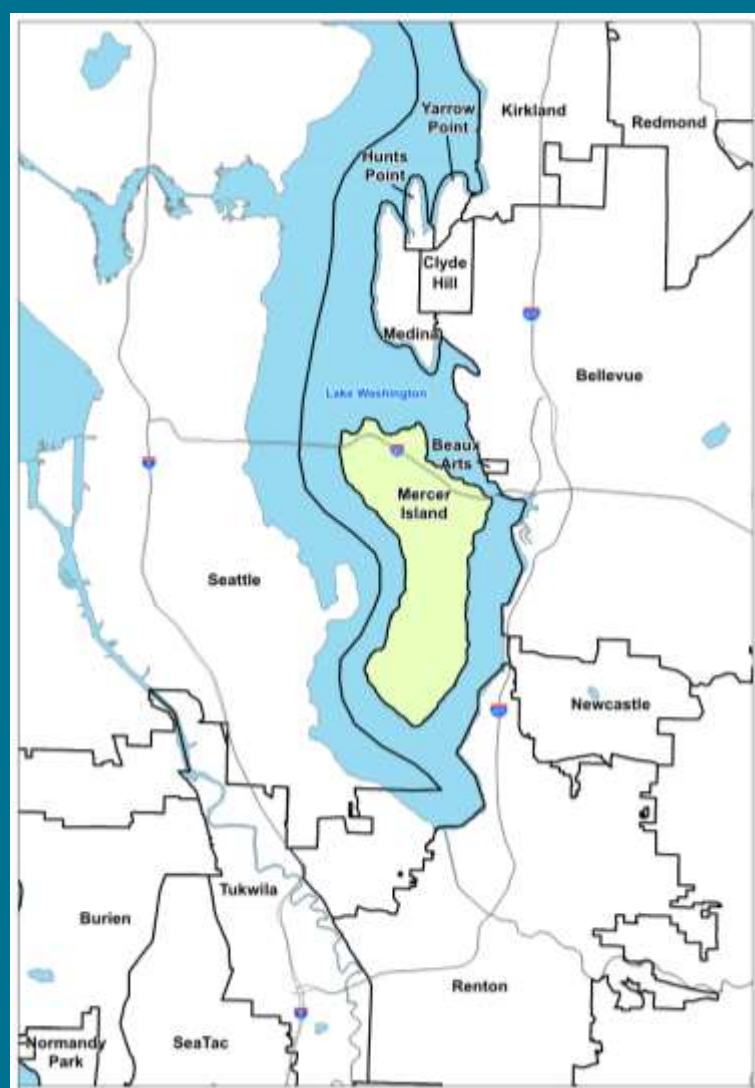 Yarrow
Point
Kirkland
Redmond
Hunts
Point
Clyde
Hill
Medina
Bellevue
Lake Washington
Beaux
Arts
Mercer
Island
Seattle
Newcastle
Tukwila
Burien
Renton
Normandy
Park
SeaTac